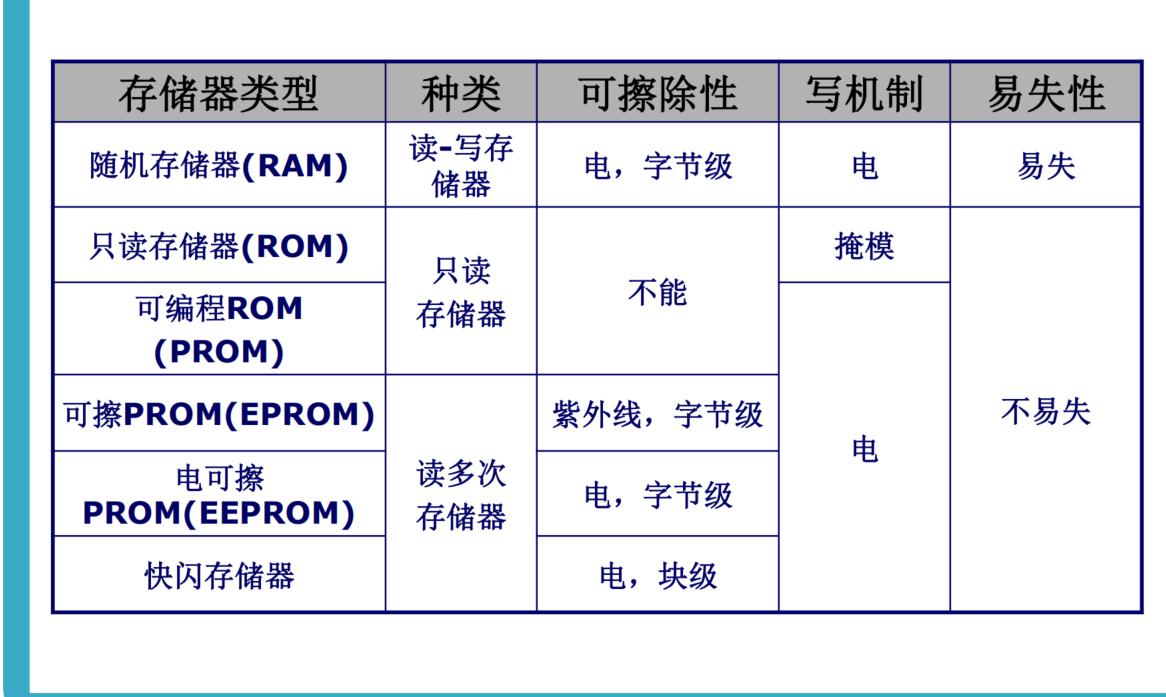 存储器类型 种类 可擦除性 写机制 易失性
随机存储器(RAM) 读-写存
储器 电，字节级 电 易失
只读存储器(ROM) 只读
存储器 不能 掩模 不易失
可编程ROM
(PROM) 电
可擦PROM(EPROM) 读多次
存储器 紫外线，字节级
电可擦
PROM(EEPROM) 电，字节级
快闪存储器 电，块级